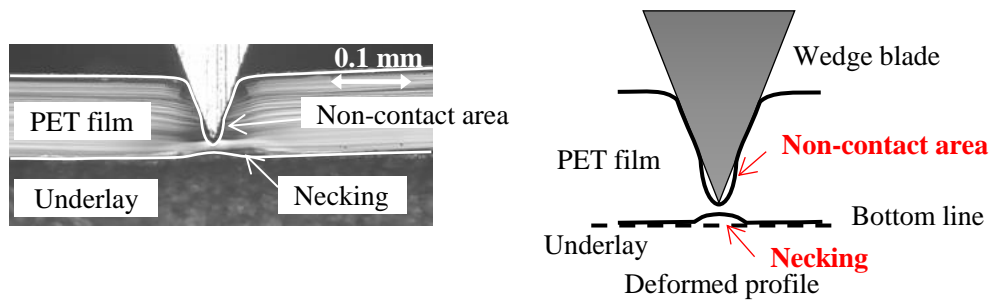 0.1 mm
PET film
Non-contact area
Underlay
Necking
Wedge blade
PET film
Non-contact area
Bottom line
Underlay
Necking
Deformed profile